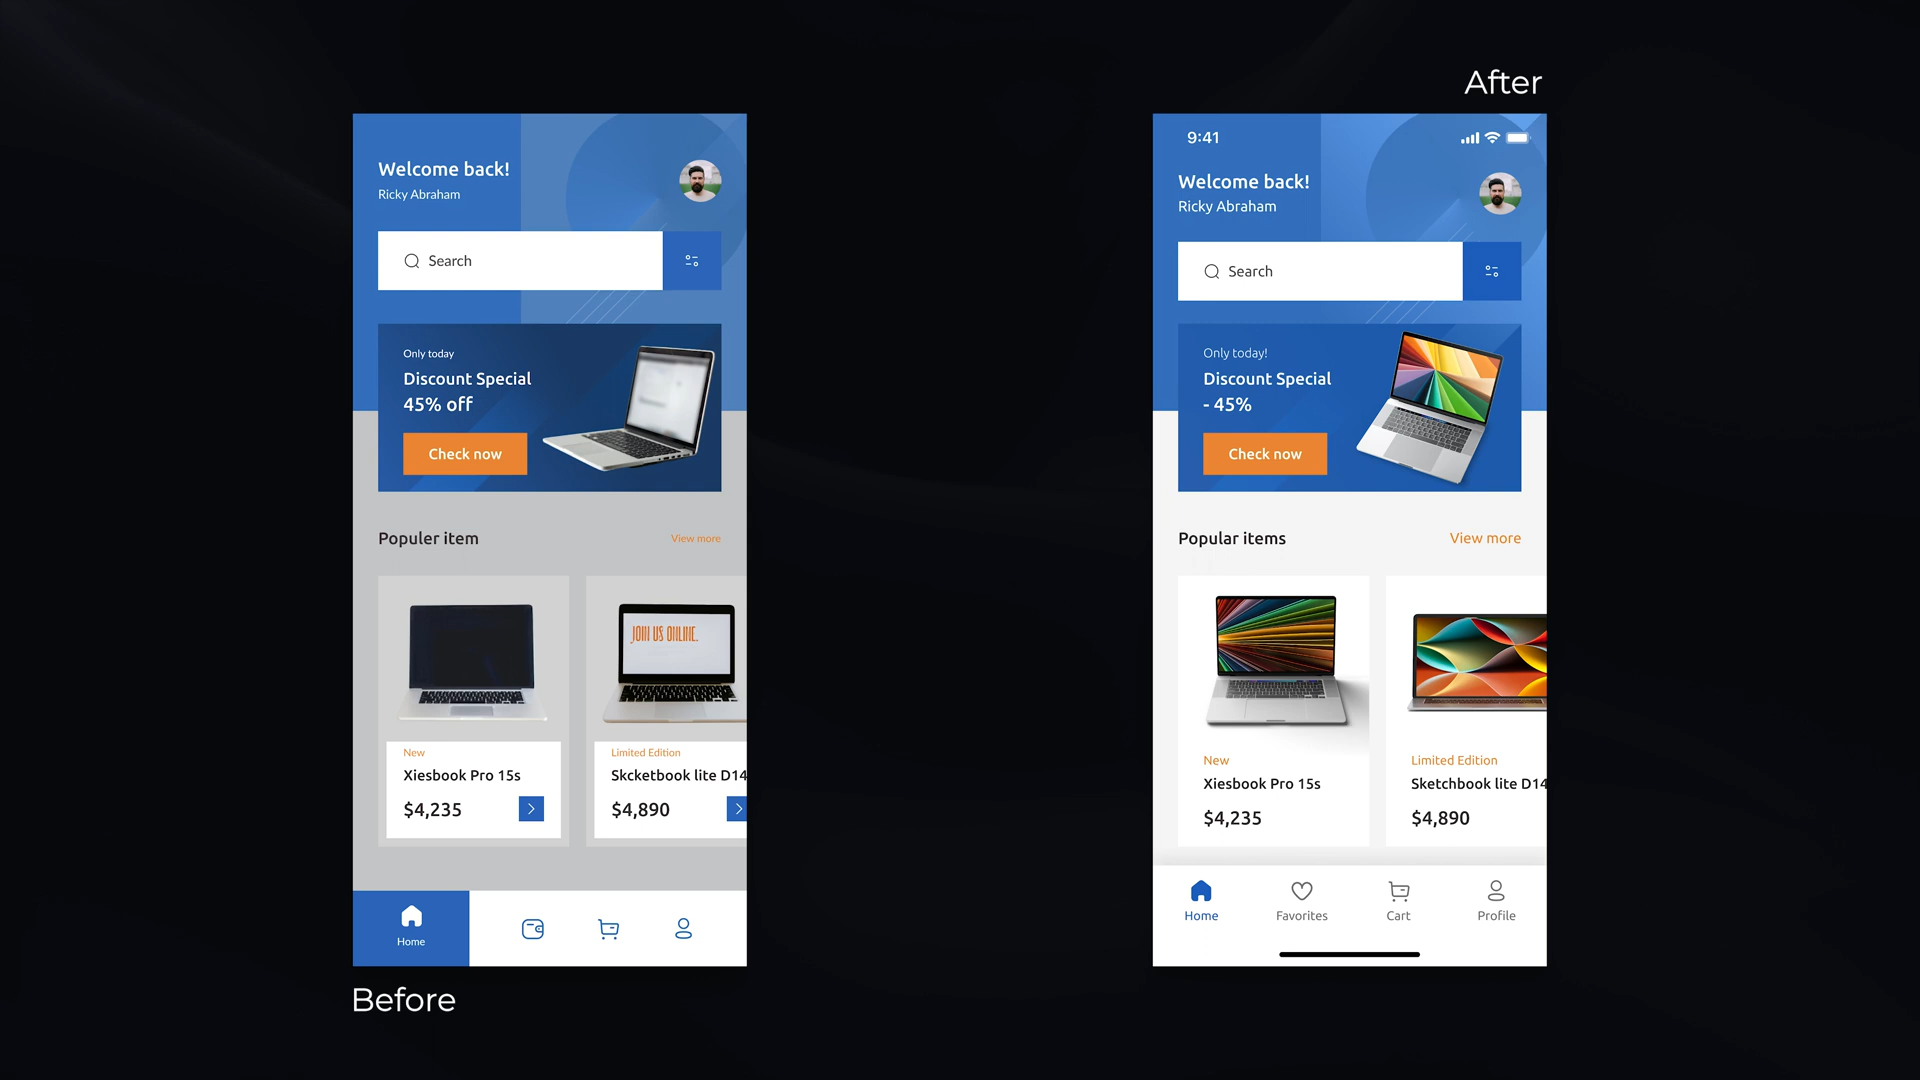 After
Welcome back!
Ricky Abraham
Search
Only today
Discount Special
45% off
Check now
Populer item
View more
JOIN US ONLINE.
New
Xiesbook Pro 15s
$4,235
Limited Edition
Skcketbook lite D14
$4,890
Home
Before
9:41
Welcome back!
Ricky Abraham
Search
Only today!
Discount Special
- 45%
Check now
Popular items
View more
New
Xiesbook Pro 15s
$4,235
Limited Edition
Sketchbook lite D14
$4,890
Home
Favorites
Cart
Profile